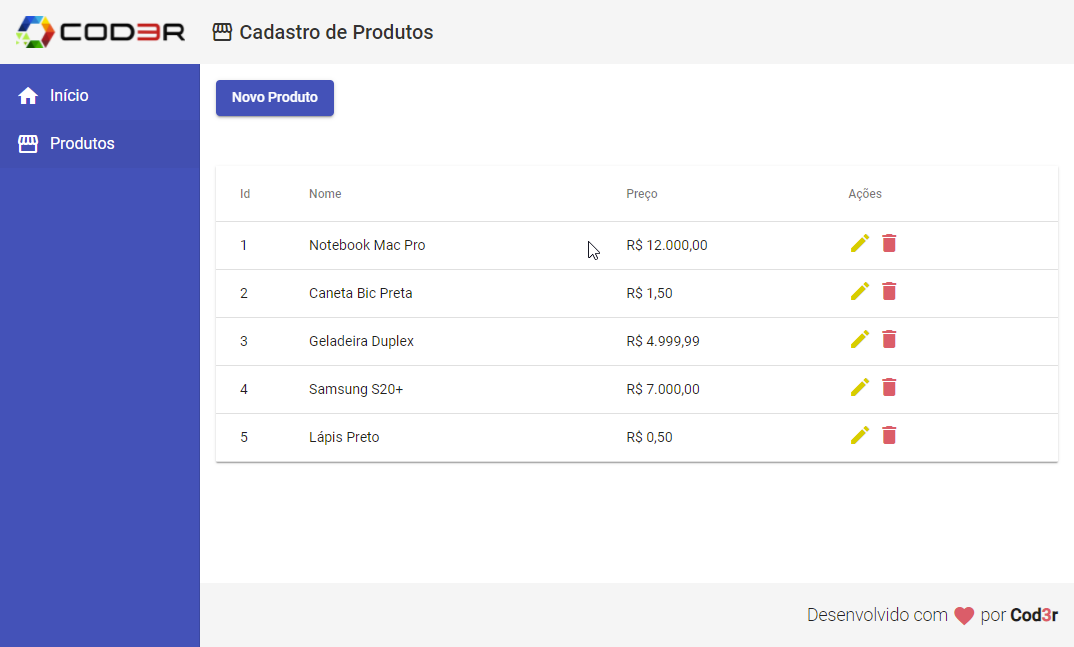 COD3R
Cadastro de Produtos
Início
Produtos
Novo Produto
Id Nome Preço Ações
1 Notebook Mac Pro R$ 12.000,00
2 Caneta Bic Preta R$ 1,50
3 Geladeira Duplex R$ 4.999,99
4 Samsung S20+ R$ 7.000,00
5 Lápis Preto R$ 0,50
Desenvolvido com por Cod3r